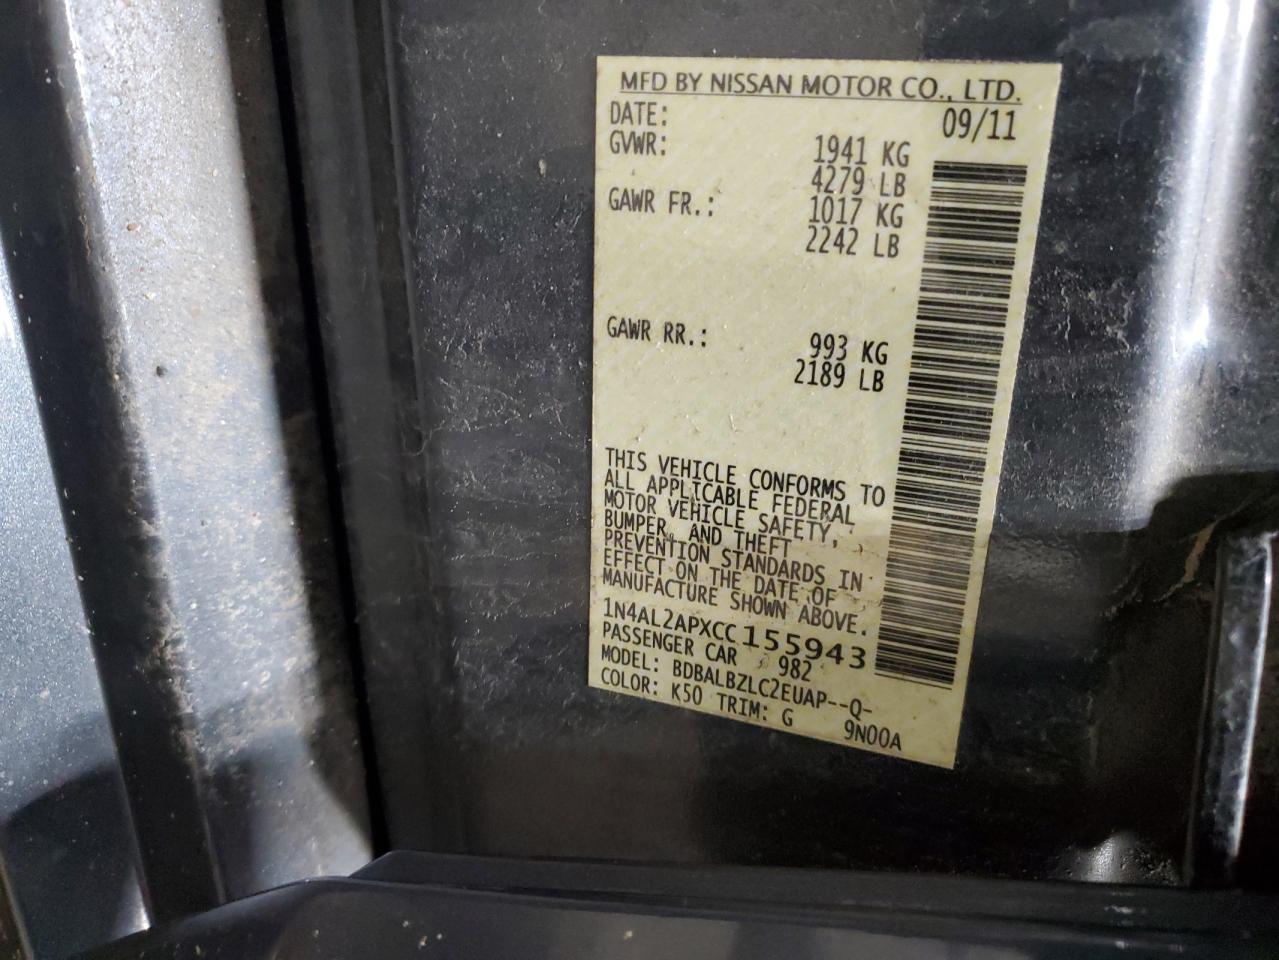 MFD BY NISSAN MOTOR CO., LTD.
DATE: 09/11
GVWR: 1941 KG
4279 LB
GAWR FR.: 1017 KG
2242 LB
GAWR RR.: 993 KG
2189 LB
THIS VEHICLE CONFORMS TO
ALL APPLICABLE FEDERAL
MOTOR VEHICLE SAFETY,
BUMPER, AND THEFT
PREVENTION STANDARDS IN
EFFECT ON THE DATE OF
MANUFACTURE SHOWN ABOVE.
1N4AL2APXCC155943
PASSENGER CAR 982
MODEL: BDBALBZLC2EUAP--Q-
COLOR: K50 TRIM: G 9N00A